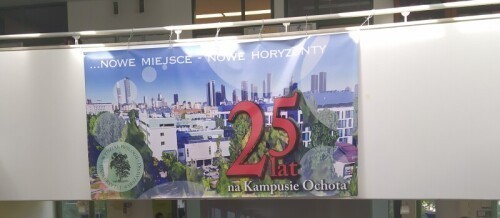 ...NOWE MIEJSCE - NOWE HORYZONTY
25
lat
na Kampusie Ochota